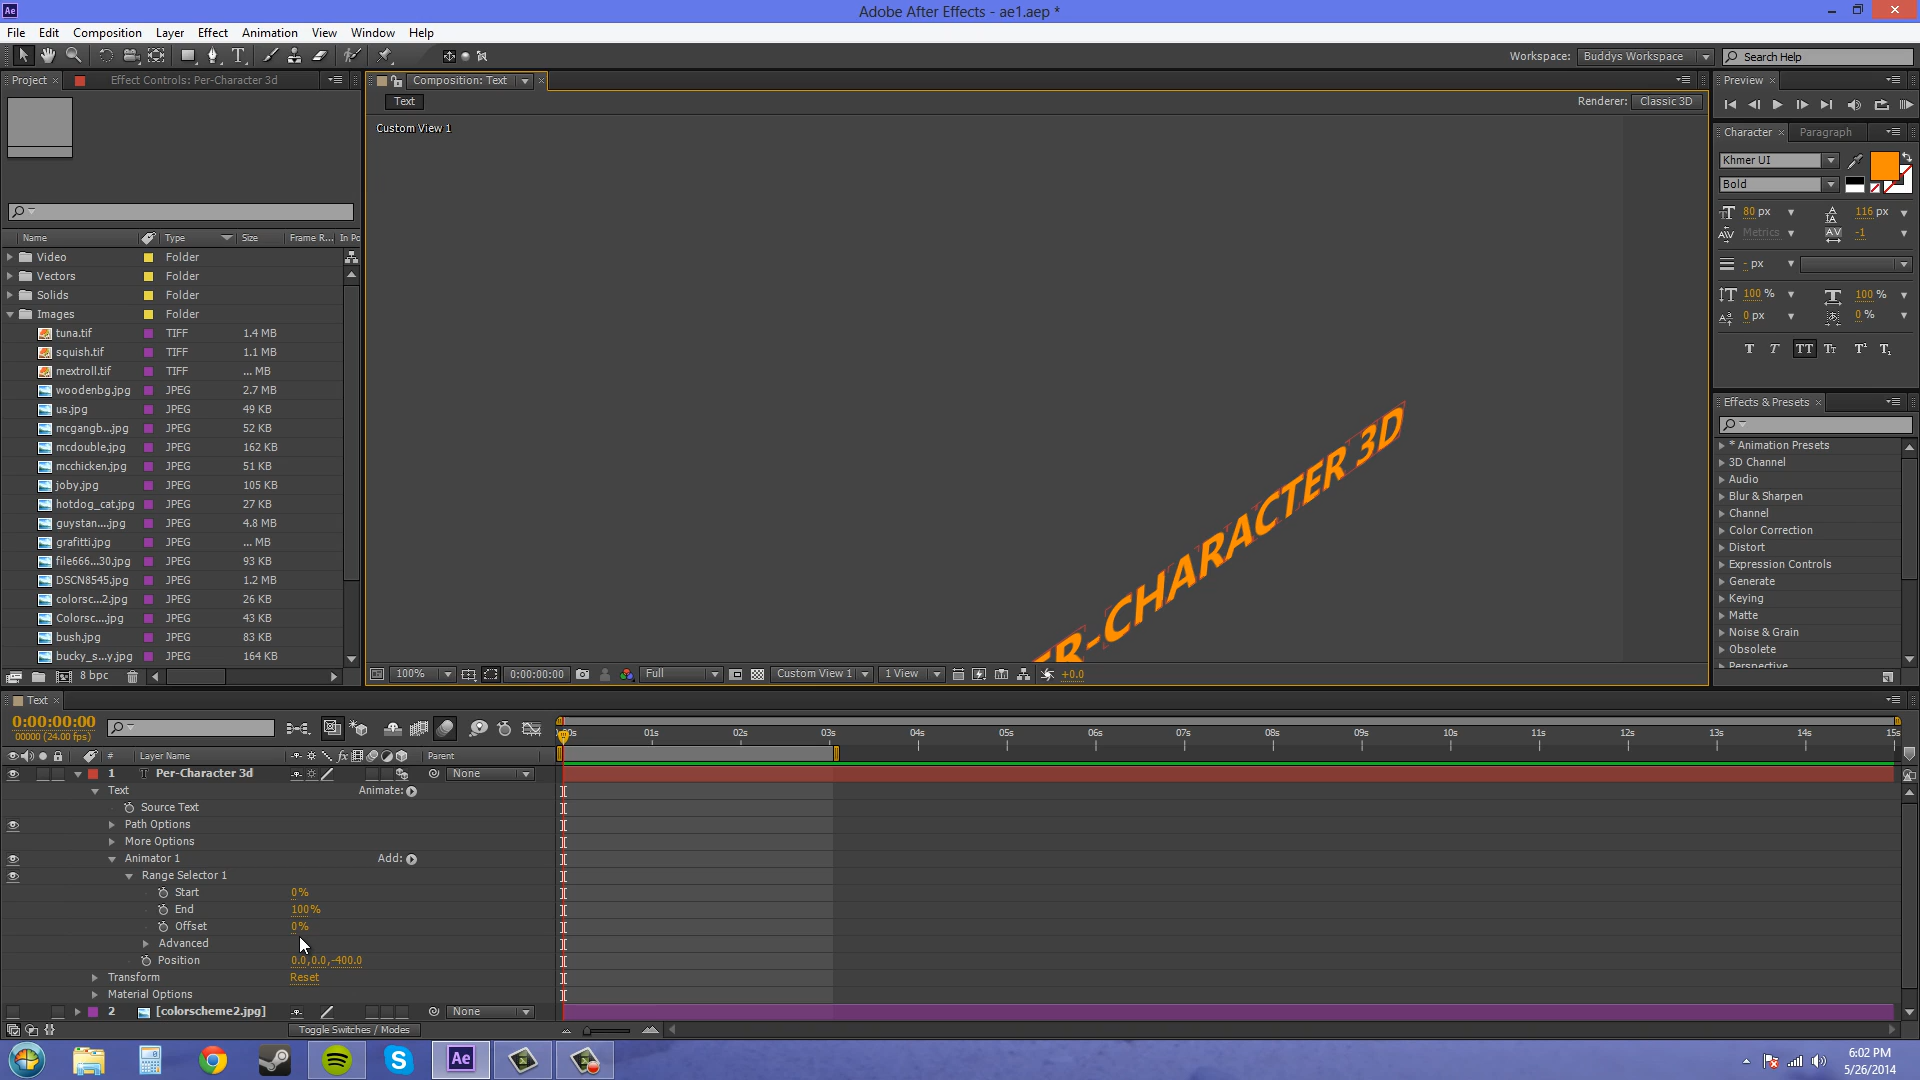 Ae
Adobe After Effects - ae1.aep *
File Edit Composition Layer Effect Animation View Window Help
Workspace: Buddys Workspace Search Help
Project × Effect Controls: Per-Character 3d
Composition: Text
Preview
Text
Renderer: Classic 3D
Custom View 1
Character Paragraph
Khmer UI
Bold
80 px 116 px
Metrics -1
- px
100 % 100 %
0 px 0 %
T T TT Tt T¹ T₁
Name Type Size Frame R... In Po
Video Folder
Vectors Folder
Solids Folder
Images Folder
tuna.tif TIFF 1.4 MB
squish.tif TIFF 1.1 MB
mextroll.tif TIFF ... MB
woodenbg.jpg JPEG 2.7 MB
us.jpg JPEG 49 KB
mcgangb...jpg JPEG 52 KB
mcdouble.jpg JPEG 162 KB
mcchicken.jpg JPEG 51 KB
joby.jpg JPEG 105 KB
hotdog_cat.jpg JPEG 27 KB
guystan....jpg JPEG 4.8 MB
grafitti.jpg JPEG ... MB
file666...30.jpg JPEG 93 KB
DSCN8545.jpg JPEG 1.2 MB
colorsc...2.jpg JPEG 26 KB
Colorsc....jpg JPEG 43 KB
bush.jpg JPEG 83 KB
bucky_s...y.jpg JPEG 164 KB
8 bpc
ER-CHARACTER 3D
100% 0:00:00:00 Full Custom View 1 1 View +0.0
Effects & Presets
* Animation Presets
3D Channel
Audio
Blur & Sharpen
Channel
Color Correction
Distort
Expression Controls
Generate
Keying
Matte
Noise & Grain
Obsolete
Perspective
Text
0:00:00:00
00000 (24.00 fps)
# Layer Name fx Parent
:00s 01s 02s 03s 04s 05s 06s 07s 08s 09s 10s 11s 12s 13s 14s 15s
1 T Per-Character 3d None
Text Animate:
Source Text
Path Options
More Options
Animator 1 Add:
Range Selector 1
Start 0%
End 100%
Offset 0%
Advanced
Position 0.0,0.0,-400.0
Transform Reset
Material Options
2 [colorscheme2.jpg] None
Toggle Switches / Modes
Ae
6:02 PM
5/26/2014